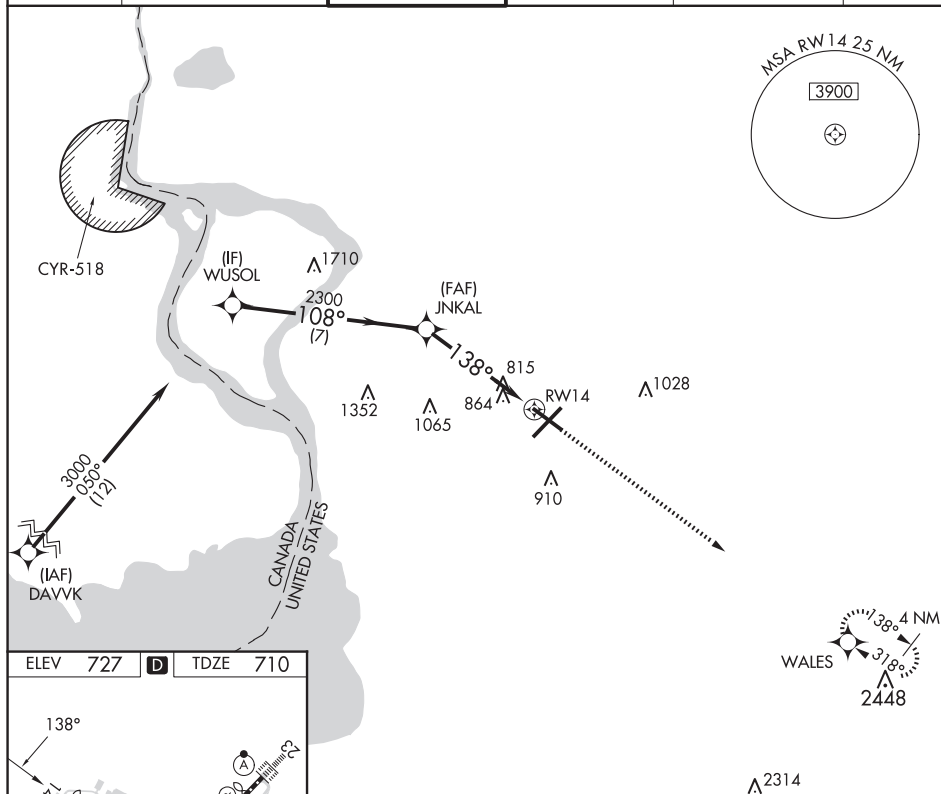 MSA RW14 25 NM
3900
CYR-518
(IF)
WUSOL
1710
2300
108°
(7)
(FAF)
JNKAL
138°
815
864
RW14
1028
1352
1065
910
3000
050°
(12)
(IAF)
DAVVK
CANADA
UNITED STATES
138°
4 NM
318°
WALES
2448
2314
ELEV 727 D TDZE 710
138°
A
23